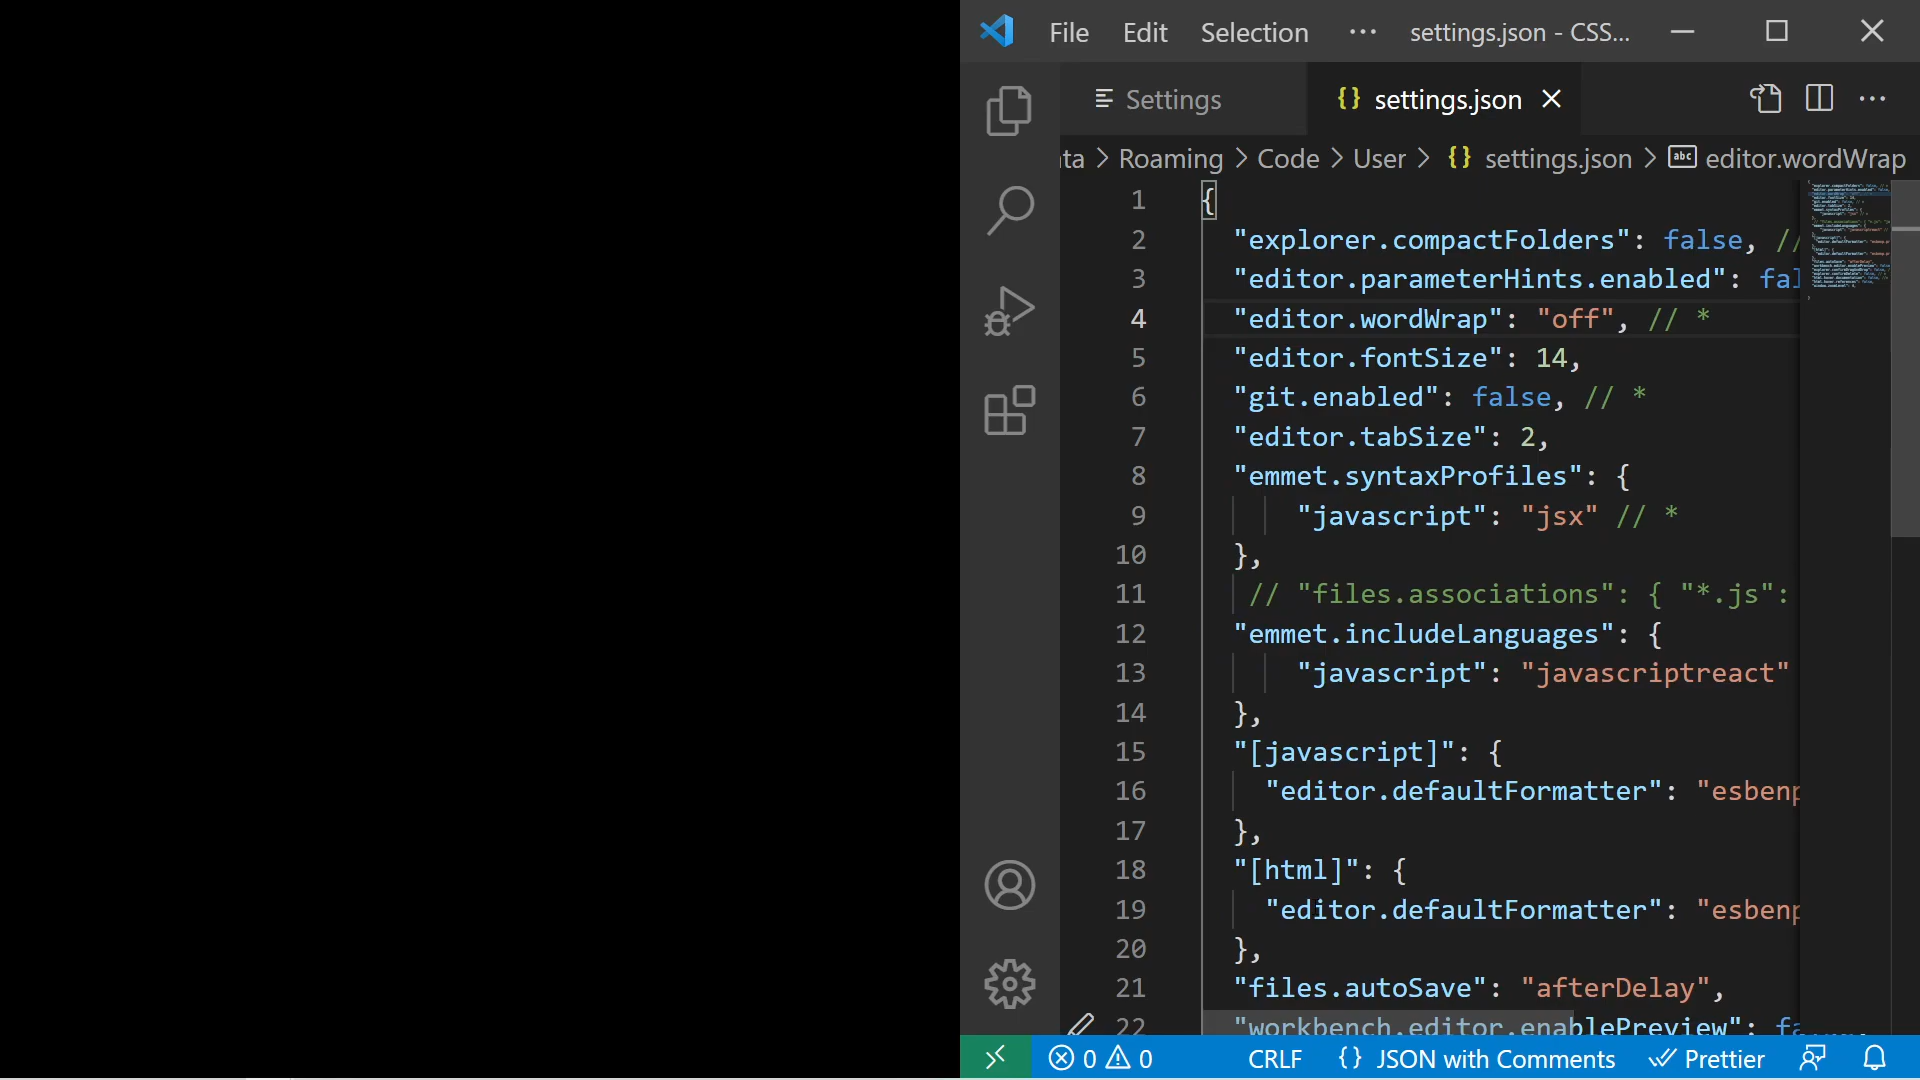 File Edit Selection ··· settings.json - CSS...
Settings {} settings.json
ta > Roaming > Code > User > {} settings.json > abc editor.wordWrap
1 {
2 "explorer.compactFolders": false, //
3 "editor.parameterHints.enabled": fal
4 "editor.wordWrap": "off", // *
5 "editor.fontSize": 14,
6 "git.enabled": false, // *
7 "editor.tabSize": 2,
8 "emmet.syntaxProfiles": {
9 "javascript": "jsx" // *
10 },
11 // "files.associations": { "*.js":
12 "emmet.includeLanguages": {
13 "javascript": "javascriptreact"
14 },
15 "[javascript]": {
16 "editor.defaultFormatter": "esbenp
17 },
18 "[html]": {
19 "editor.defaultFormatter": "esbenp
20 },
21 "files.autoSave": "afterDelay",
22 "workbench.editor.enablePreview": fa
0 0 CRLF {} JSON with Comments Prettier